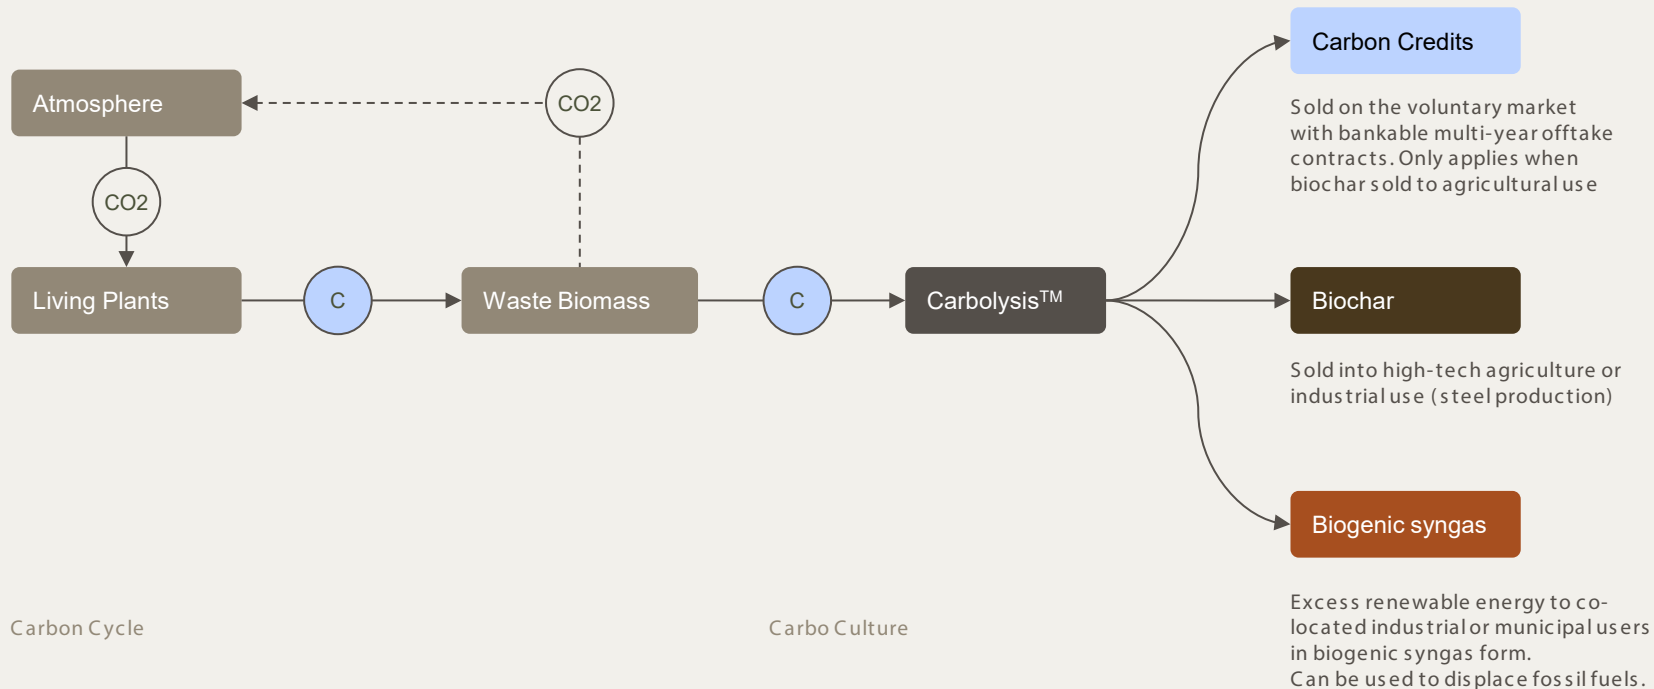 Carbon Credits
Atmosphere
CO2
Sold on the voluntary market
with bankable multi-year offtake
contracts. Only applies when
biochar sold to agricultural use
CO2
Living Plants
C
Waste Biomass
C
Carbolysis™
Biochar
Sold into high-tech agriculture or
industrial use (steel production)
Biogenic syngas
Excess renewable energy to co-
located industrial or municipal users
in biogenic syngas form.
Can be used to displace fossil fuels.
Carbon Cycle
Carbo Culture